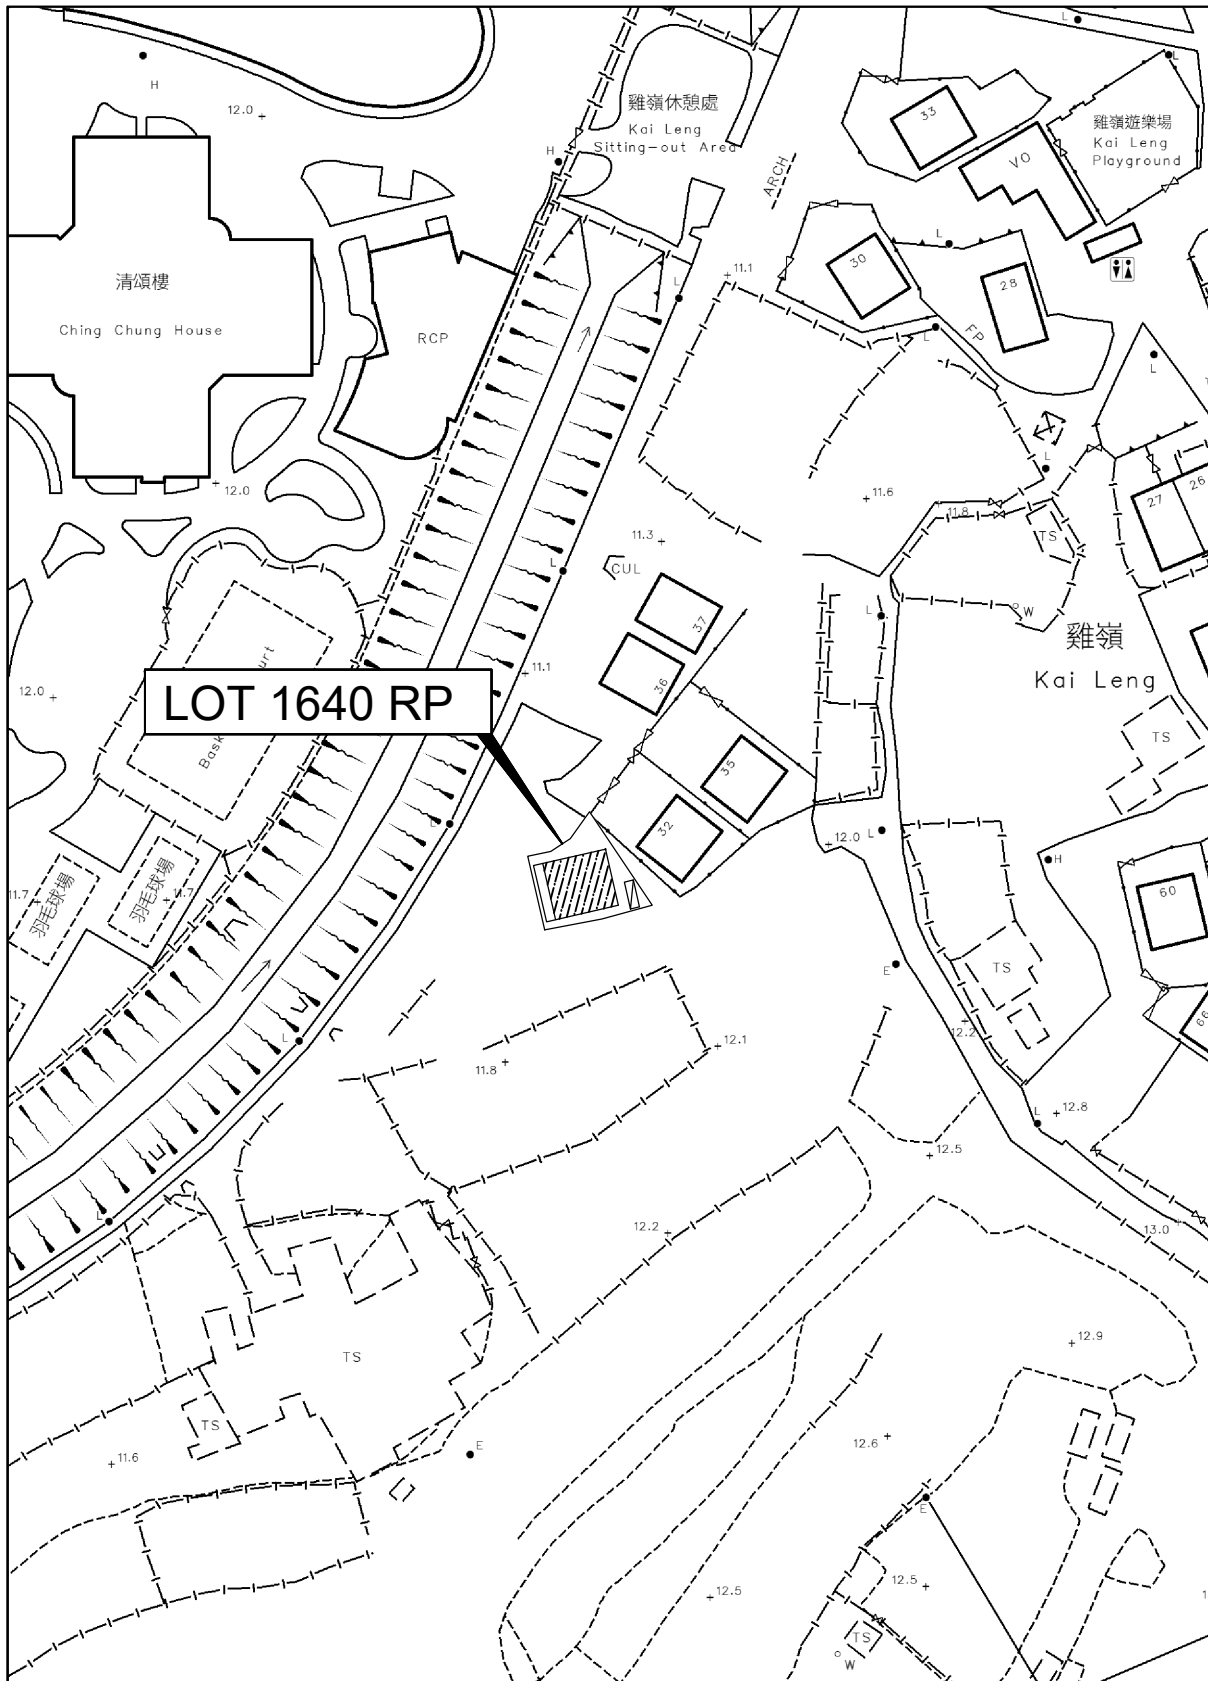 L
L
H
12.0
雞嶺休憩處
Kai Leng
Sitting-out Area
33
雞嶺遊樂場
Kai Leng
Playground
VO
H
ARCH
L
30
28
11.1
清頌樓
Ching Chung House
RCP
L
L
FP
L
L
12.0
11.6
11.8
27
26
TS
11.3
L
CUL
37
L
W
雞嶺
Kai Leng
36
11.1
12.0
LOT 1640 RP
TS
35
32
L
L
12.0
H
羽毛球場
羽毛球場
11.7
11.7
60
TS
E
12.2
66
L
11.8
12.1
L
12.8
12.5
L
12.2
13.0
TS
12.9
TS
11.6
E
12.6
E
12.5
12.5
TS
W